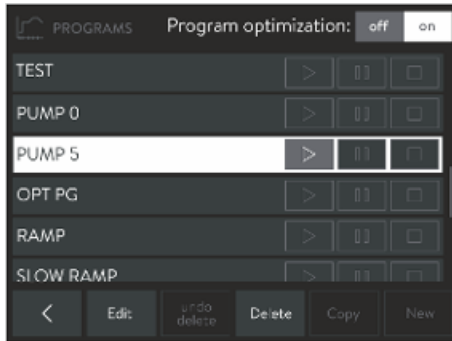 PROGRAMS Program optimization: off on
TEST
PUMP 0
PUMP 5
OPT PG
RAMP
SLOW RAMP
Edit undo delete Delete Copy New